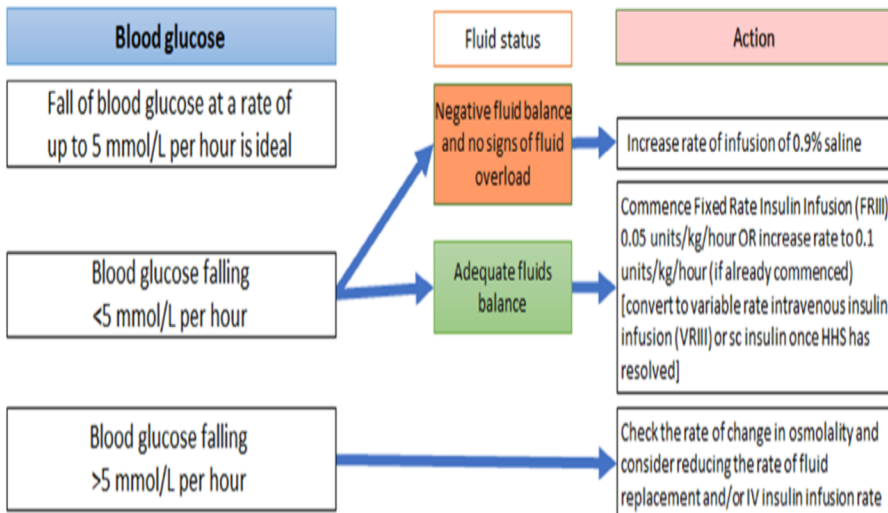 Blood glucose
Fluid status
Action
Fall of blood glucose at a rate of
up to 5 mmol/L per hour is ideal
Negative fluid balance
and no signs of fluid
overload
Increase rate of infusion of 0.9% saline
Blood glucose falling
<5 mmol/L per hour
Adequate fluids
balance
Commence Fixed Rate Insulin Infusion (FRIII)
0.05 units/kg/hour OR increase rate to 0.1
units/kg/hour (if already commenced)
[convert to variable rate intravenous insulin
infusion (VRIII) or sc insulin once HHS has
resolved]
Blood glucose falling
>5 mmol/L per hour
Check the rate of change in osmolality and
consider reducing the rate of fluid
replacement and/or IV insulin infusion rate